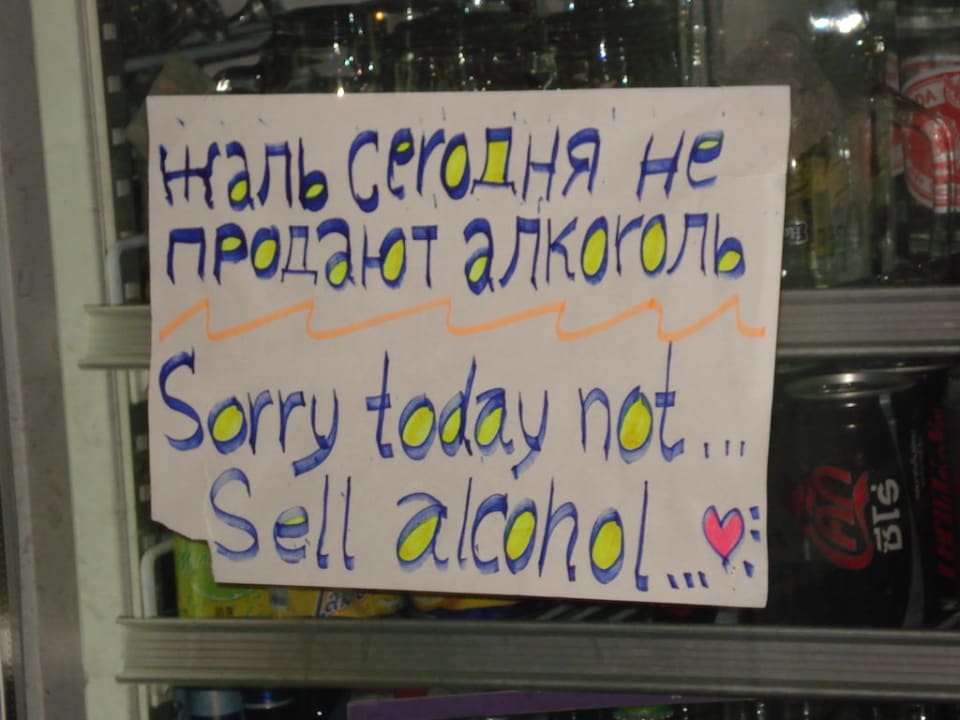 жаль сегодня не
продают алкоголь
Sorry today not...
Sell alcohol...